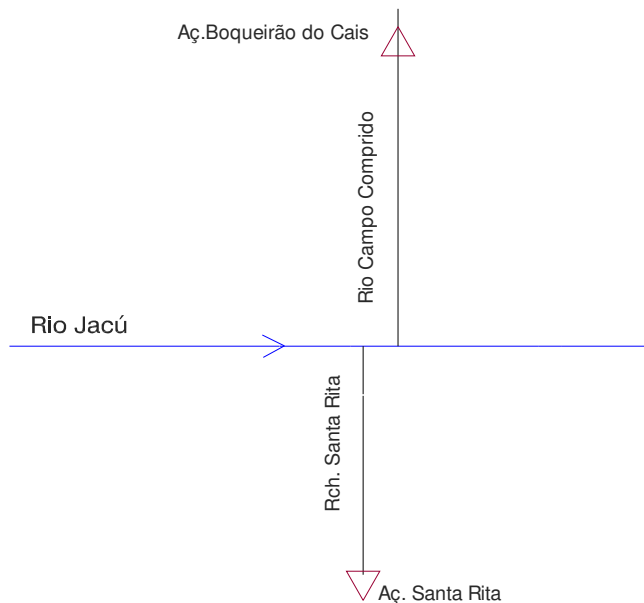 Aç.Boqueirão do Cais
Rio Campo Comprido
Rio Jacú
Rch. Santa Rita
Aç. Santa Rita